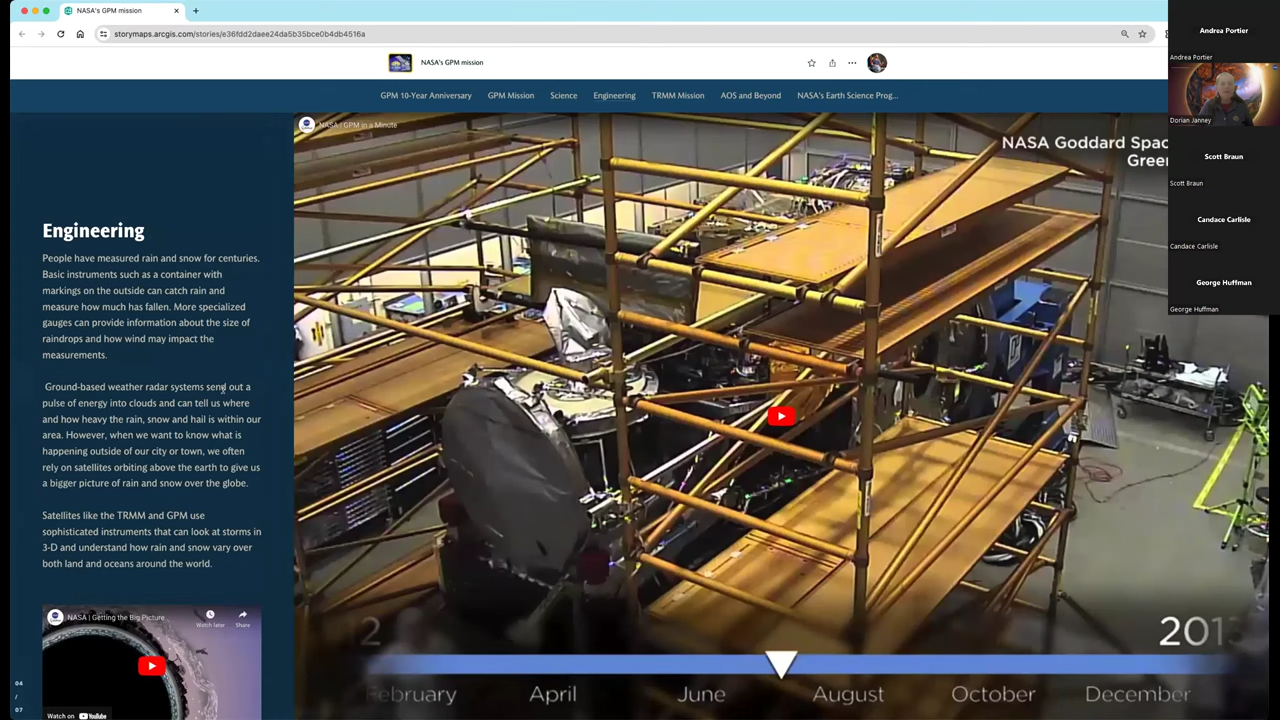 NASA's GPM mission
storymaps.arcgis.com/stories/e36fdd2daee24da5b35bce0b4db4516a
NASA's GPM mission
GPM 10-Year Anniversary
GPM Mission
Science
Engineering
TRMM Mission
AOS and Beyond
NASA's Earth Science Prog...
Engineering
People have measured rain and snow for centuries.
Basic instruments such as a container with
markings on the outside can catch rain and
measure how much has fallen. More specialized
gauges can provide information about the size of
raindrops and how wind may impact the
measurements.
Ground-based weather radar systems send out a
pulse of energy into clouds and can tell us where
and how heavy the rain, snow and hail is within our
area. However, when we want to know what is
happening outside of our city or town, we often
rely on satellites orbiting above the earth to give us
a bigger picture of rain and snow over the globe.
Satellites like the TRMM and GPM use
sophisticated instruments that can look at storms in
3-D and understand how rain and snow vary over
both land and oceans around the world.
NASA | Getting the Big Picture
Watch later
Share
Watch on YouTube
04
/
07
NASA | GPM in a Minute
NASA Goddard Spac
Green
2
201
February
April
June
August
October
December
Andrea Portier
Andrea Portier
Dorian Janney
Scott Braun
Scott Braun
Candace Carlisle
Candace Carlisle
George Huffman
George Huffman